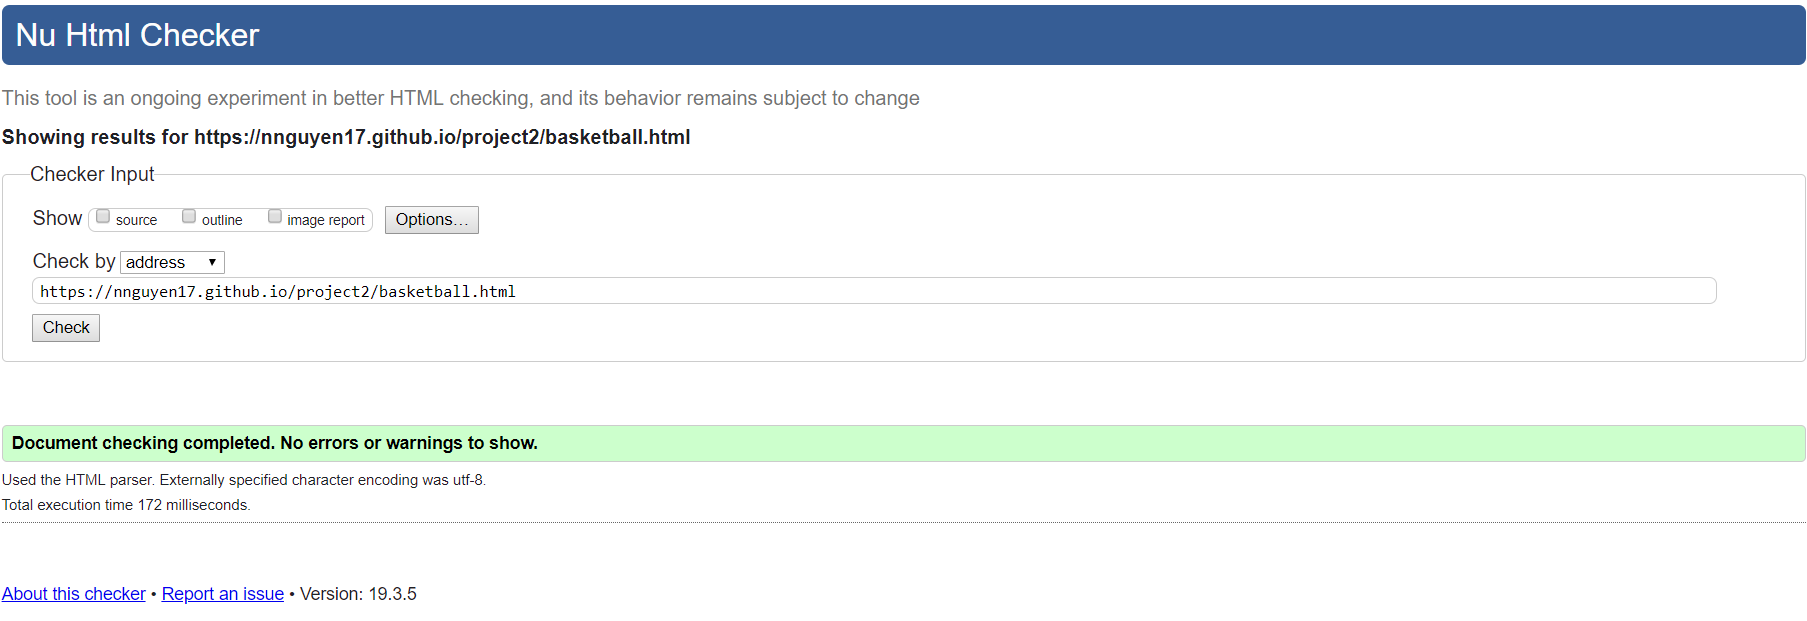 Nu Html Checker
This tool is an ongoing experiment in better HTML checking, and its behavior remains subject to change
Showing results for https://nnguyen17.github.io/project2/basketball.html
Checker Input
Show source outline image report Options…
Check by address
https://nnguyen17.github.io/project2/basketball.html
Check
Document checking completed. No errors or warnings to show.
Used the HTML parser. Externally specified character encoding was utf-8.
Total execution time 172 milliseconds.
About this checker • Report an issue • Version: 19.3.5